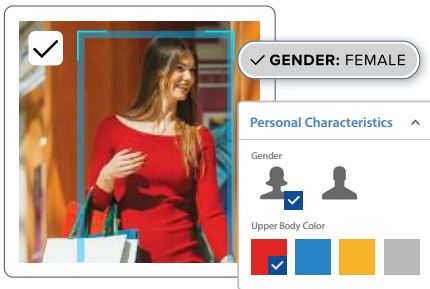 GENDER: FEMALE
Personal Characteristics
Gender
Upper Body Color